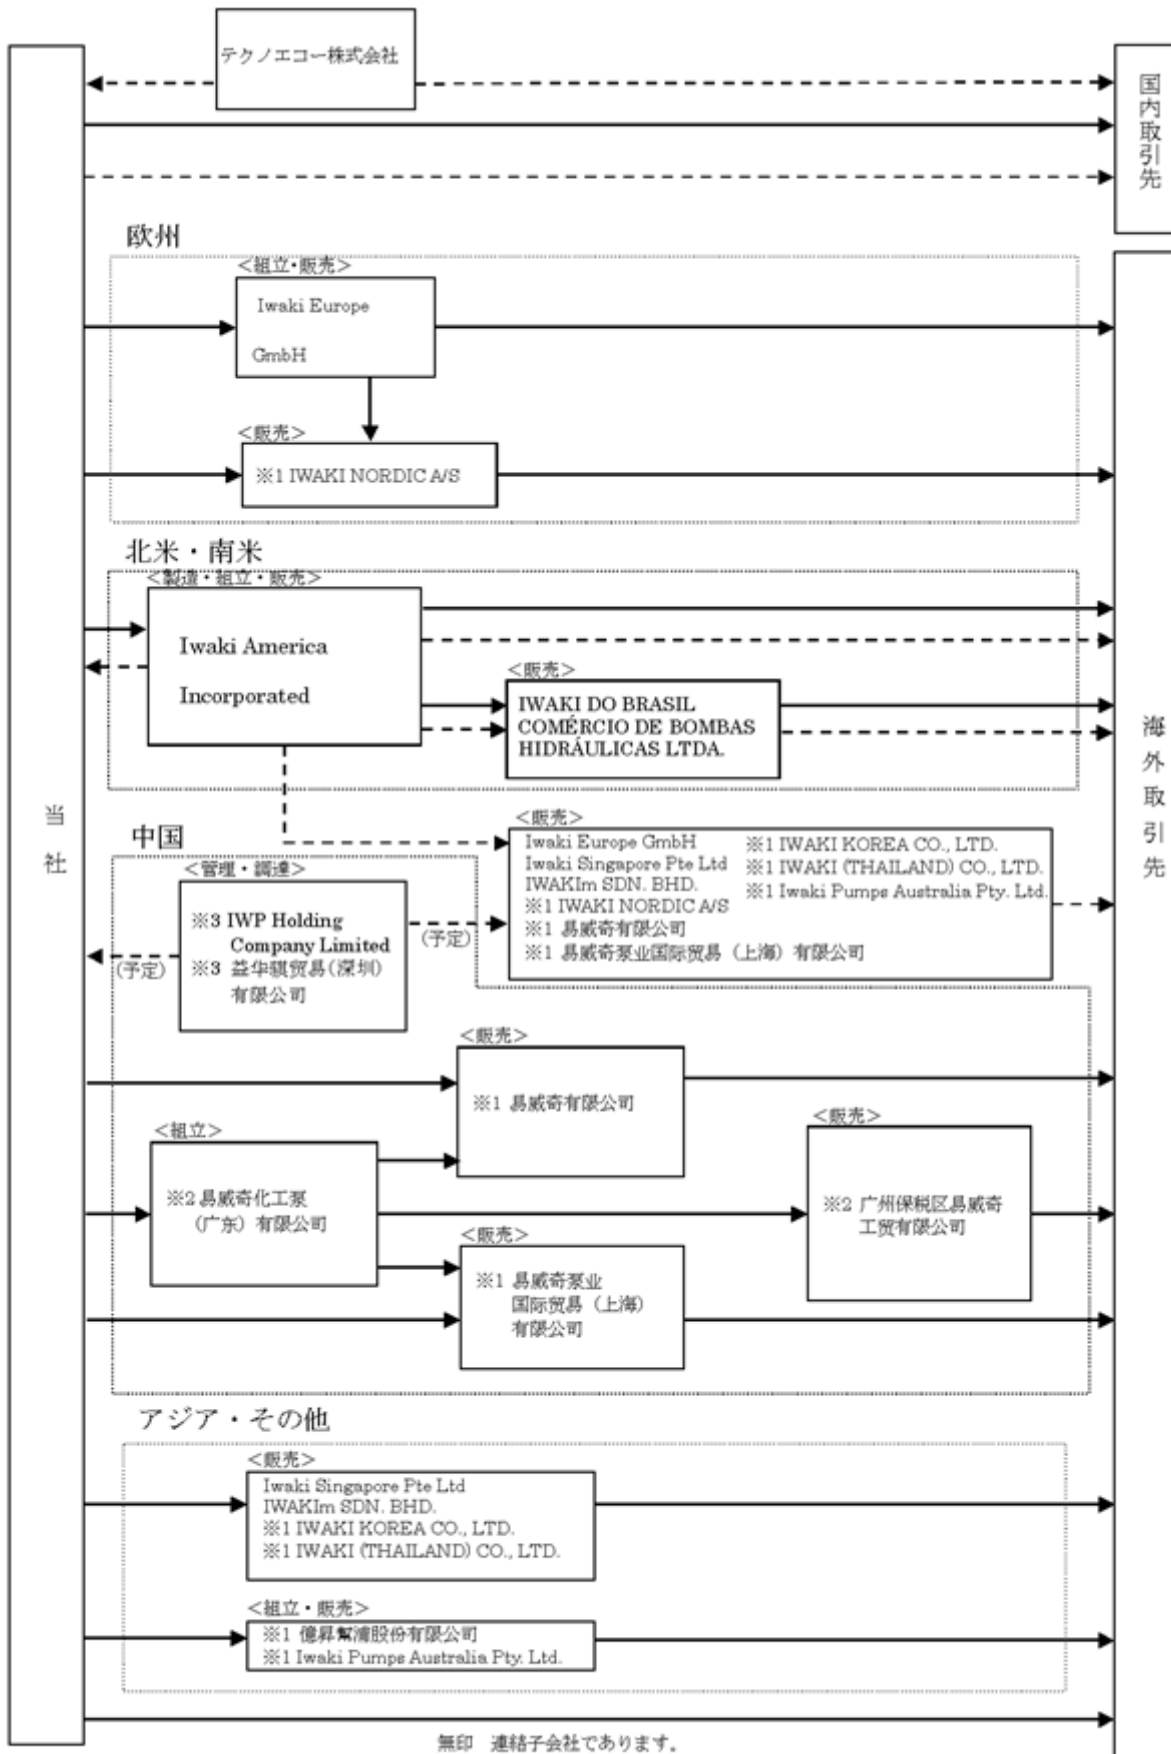 テクノエコー株式会社
国内取引先
欧州
<組立・販売>
Iwaki Europe
GmbH
<販売>
※1 IWAKI NORDIC A/S
北米・南米
<製造・組立・販売>
Iwaki America
Incorporated
<販売>
IWAKI DO BRASIL
COMÉRCIO DE BOMBAS
HIDRÁULICAS LTDA.
当社
海外取引先
中国
<販売>
Iwaki Europe GmbH
Iwaki Singapore Pte Ltd
IWAKIm SDN. BHD.
※1 IWAKI NORDIC A/S
※1 易威奇有限公司
※1 易威奇泵业国际贸易（上海）有限公司
※1 IWAKI KOREA CO., LTD.
※1 IWAKI (THAILAND) CO., LTD.
※1 Iwaki Pumps Australia Pty. Ltd.
<管理・調達>
※3 IWP Holding
Company Limited
※3 益华骐贸易(深圳)
有限公司
(予定)
(予定)
<販売>
※1 易威奇有限公司
<組立>
※2 易威奇化工泵
（广东）有限公司
<販売>
※2 广州保税区易威奇
工贸有限公司
<販売>
※1 易威奇泵业
国际贸易（上海）
有限公司
アジア・その他
<販売>
Iwaki Singapore Pte Ltd
IWAKIm SDN. BHD.
※1 IWAKI KOREA CO., LTD.
※1 IWAKI (THAILAND) CO., LTD.
<組立・販売>
※1 億昇幫浦股份有限公司
※1 Iwaki Pumps Australia Pty. Ltd.
無印　連結子会社であります。